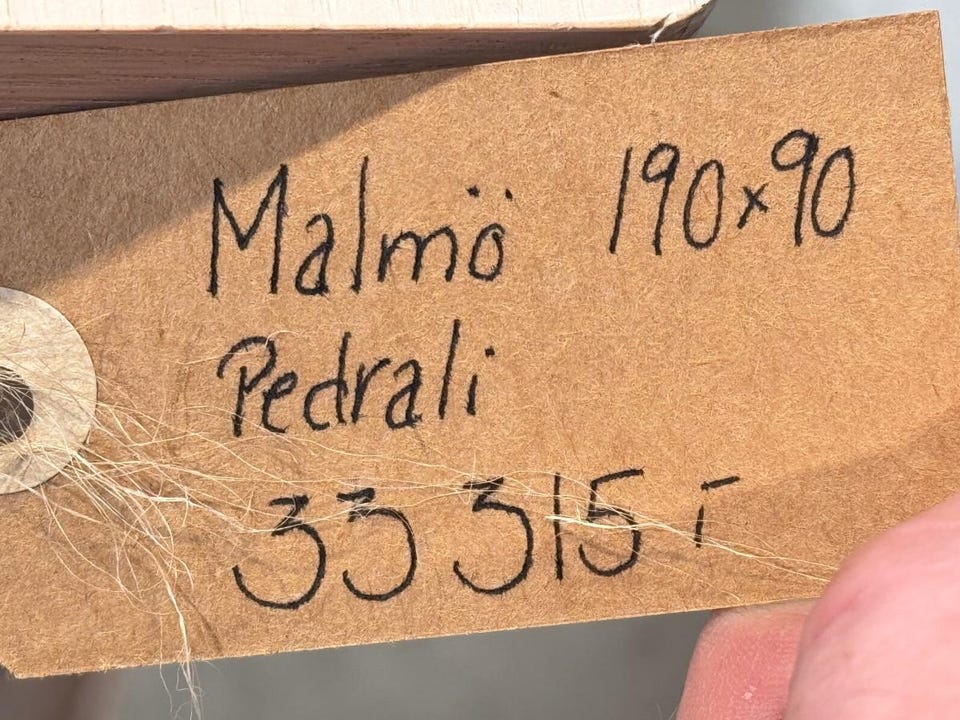 Malmö 190x90
Pedrali
33 315 :-